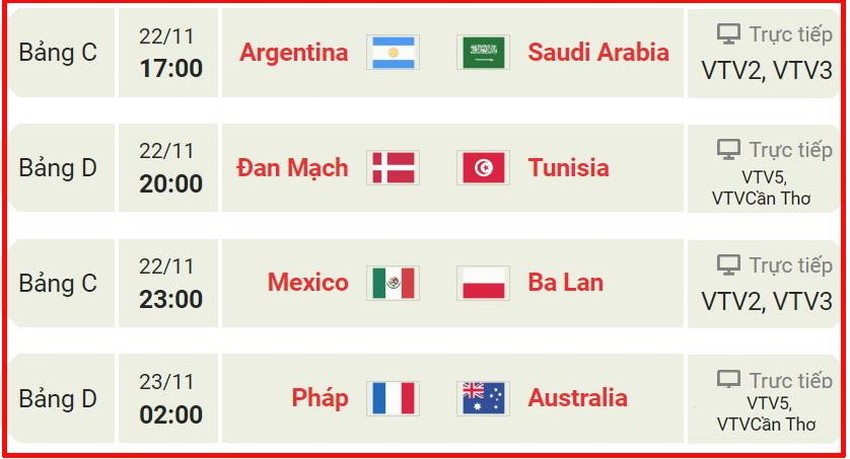 Bảng C
22/11
17:00
Argentina
Saudi Arabia
Trực tiếp
VTV2, VTV3
Bảng D
22/11
20:00
Đan Mạch
Tunisia
Trực tiếp
VTV5,
VTVCần Thơ
Bảng C
22/11
23:00
Mexico
Ba Lan
Trực tiếp
VTV2, VTV3
Bảng D
23/11
02:00
Pháp
Australia
Trực tiếp
VTV5,
VTVCần Thơ